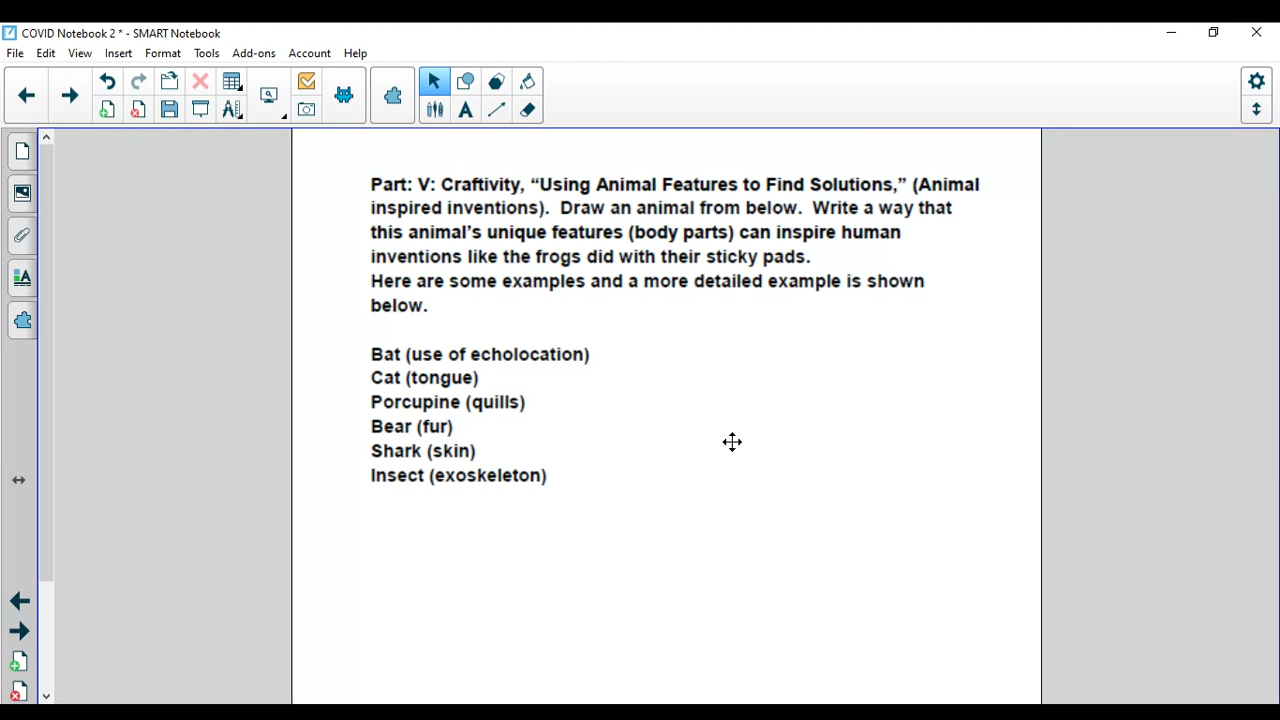 COVID Notebook 2 * - SMART Notebook
File Edit View Insert Format Tools Add-ons Account Help
Part: V: Craftivity, “Using Animal Features to Find Solutions,” (Animal
inspired inventions). Draw an animal from below. Write a way that
this animal’s unique features (body parts) can inspire human
inventions like the frogs did with their sticky pads.
Here are some examples and a more detailed example is shown
below.
Bat (use of echolocation)
Cat (tongue)
Porcupine (quills)
Bear (fur)
Shark (skin)
Insect (exoskeleton)